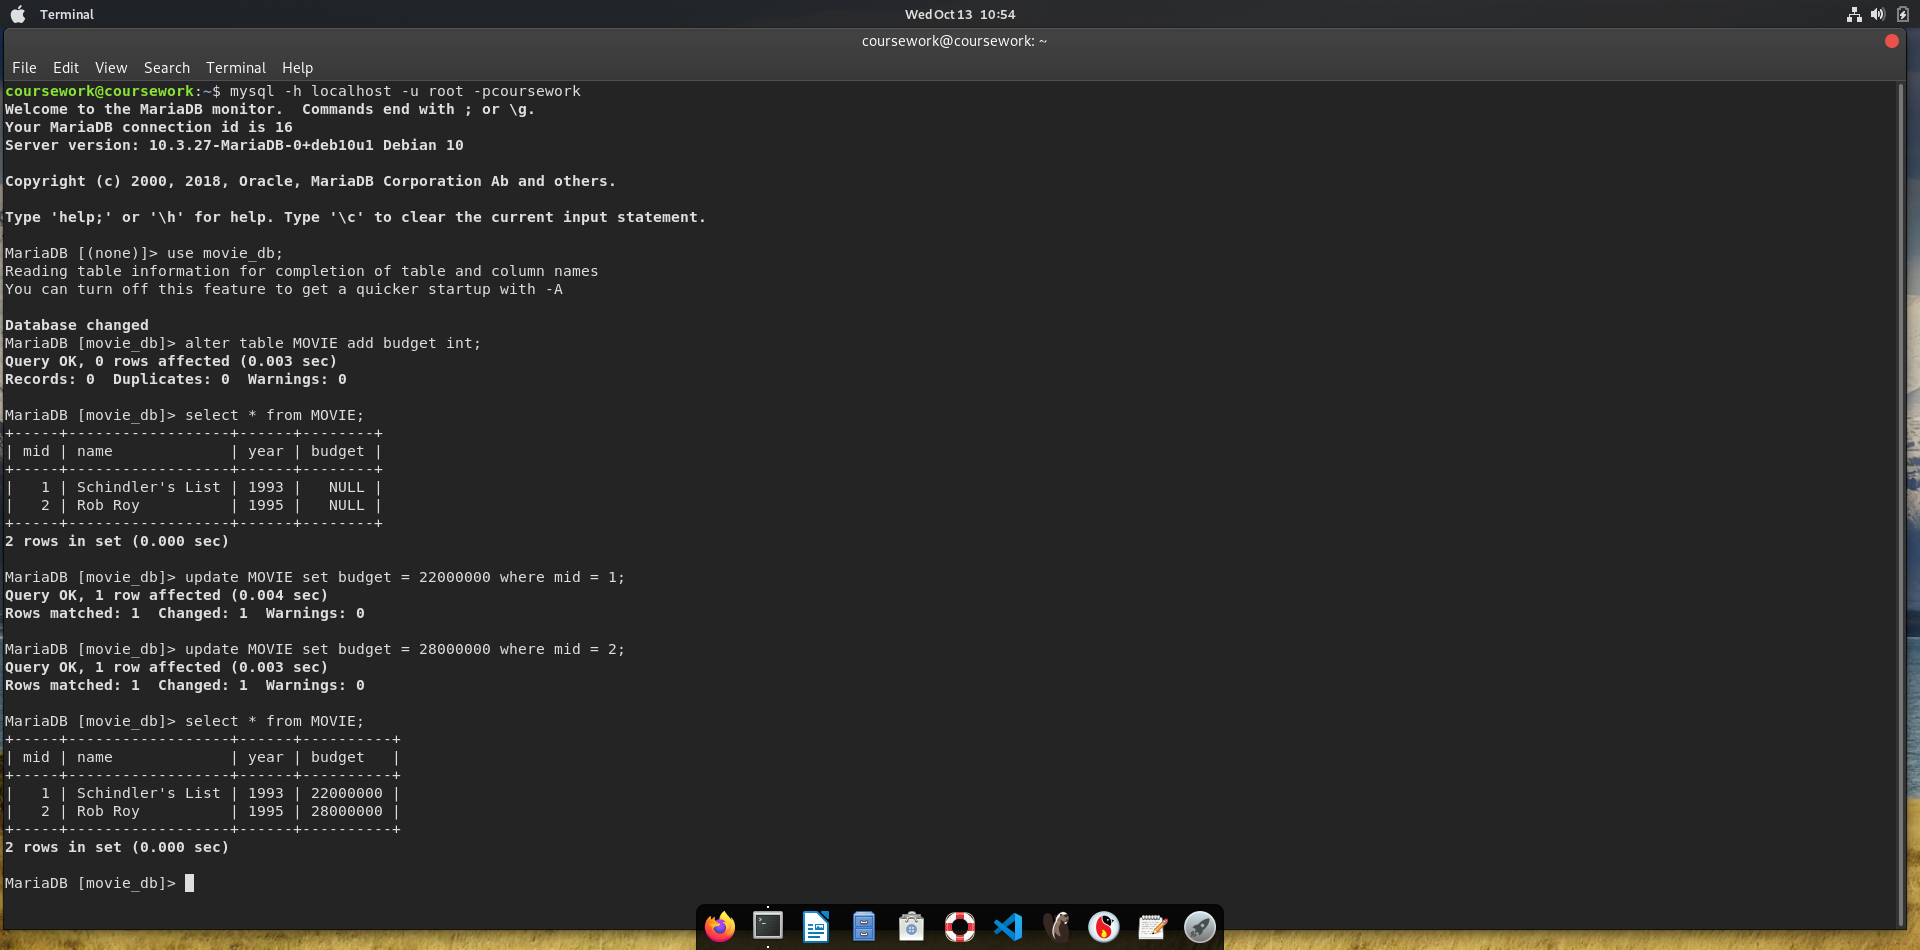 Terminal
Wed Oct 13 10:54
coursework@coursework: ~
File Edit View Search Terminal Help
coursework@coursework:~$ mysql -h localhost -u root -pcoursework
Welcome to the MariaDB monitor.  Commands end with ; or \g.
Your MariaDB connection id is 16
Server version: 10.3.27-MariaDB-0+deb10u1 Debian 10
Copyright (c) 2000, 2018, Oracle, MariaDB Corporation Ab and others.
Type 'help;' or '\h' for help. Type '\c' to clear the current input statement.
MariaDB [(none)]> use movie_db;
Reading table information for completion of table and column names
You can turn off this feature to get a quicker startup with -A
Database changed
MariaDB [movie_db]> alter table MOVIE add budget int;
Query OK, 0 rows affected (0.003 sec)
Records: 0  Duplicates: 0  Warnings: 0
MariaDB [movie_db]> select * from MOVIE;
+-----+------------------+------+--------+
| mid | name             | year | budget |
+-----+------------------+------+--------+
|   1 | Schindler's List | 1993 |   NULL |
|   2 | Rob Roy          | 1995 |   NULL |
+-----+------------------+------+--------+
2 rows in set (0.000 sec)
MariaDB [movie_db]> update MOVIE set budget = 22000000 where mid = 1;
Query OK, 1 row affected (0.004 sec)
Rows matched: 1  Changed: 1  Warnings: 0
MariaDB [movie_db]> update MOVIE set budget = 28000000 where mid = 2;
Query OK, 1 row affected (0.003 sec)
Rows matched: 1  Changed: 1  Warnings: 0
MariaDB [movie_db]> select * from MOVIE;
+-----+------------------+------+----------+
| mid | name             | year | budget   |
+-----+------------------+------+----------+
|   1 | Schindler's List | 1993 | 22000000 |
|   2 | Rob Roy          | 1995 | 28000000 |
+-----+------------------+------+----------+
2 rows in set (0.000 sec)
MariaDB [movie_db]>